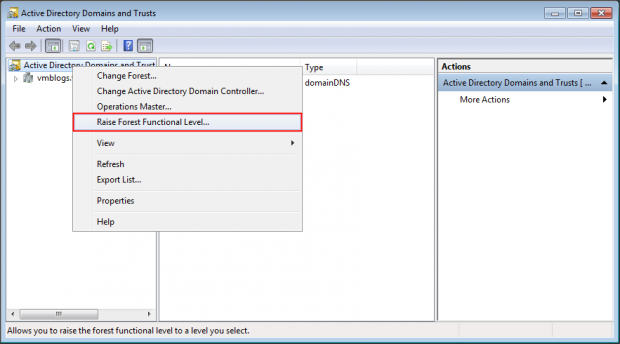 Active Directory Domains and Trusts
File Action View Help
Active Directory Domains and Trust
vmblogs.
Type
domainDNS
Change Forest...
Change Active Directory Domain Controller...
Operations Master...
Raise Forest Functional Level...
View
Refresh
Export List...
Properties
Help
Actions
Active Directory Domains and Trusts [ ...
More Actions
Allows you to raise the forest functional level to a level you select.